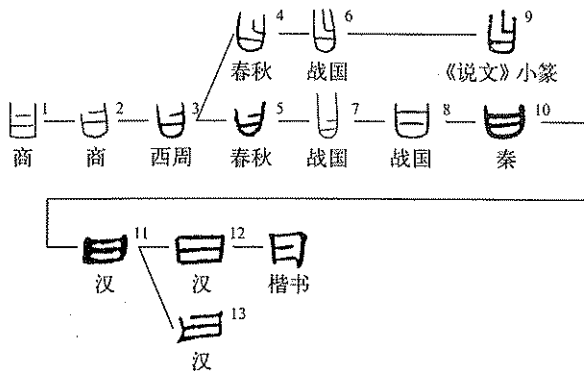 4 6 9
春秋 战国 《说文》小篆
1 2 3 5 7 8 10
商 商 西周 春秋 战国 战国 秦
11 12 曰
汉 汉 楷书
13
汉